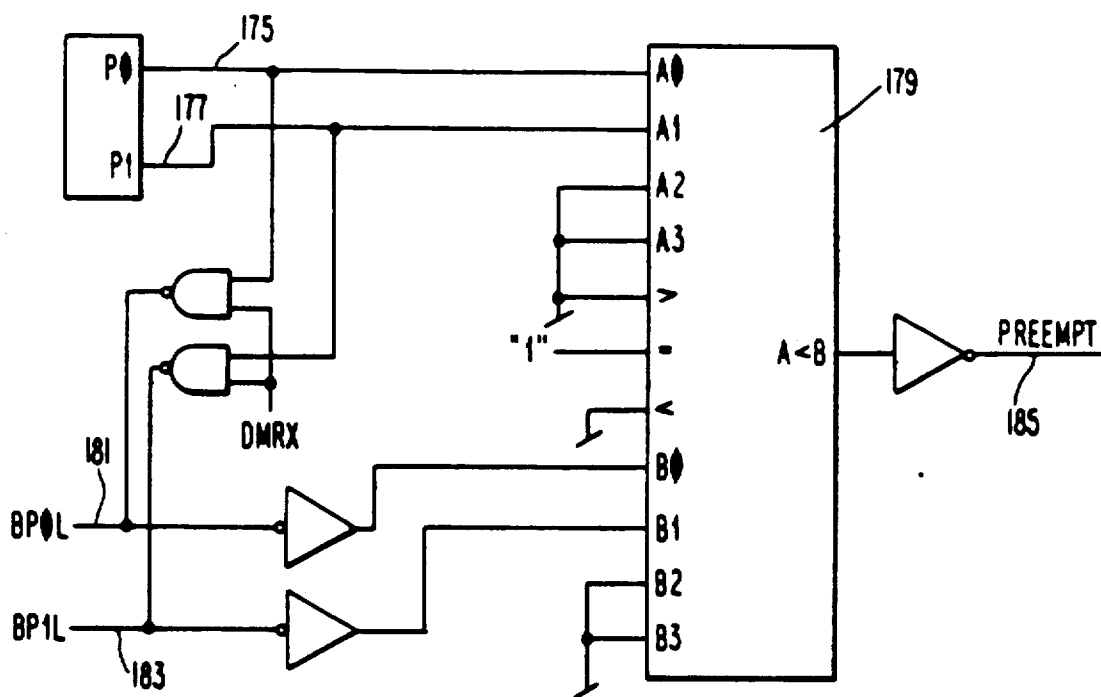 175
P0
A0
179
177
A1
P1
A2
A3
>
"1"
=
A<B
PREEMPT
185
<
DMRX
181
B0
BP0L
B1
B2
BP1L
B3
183